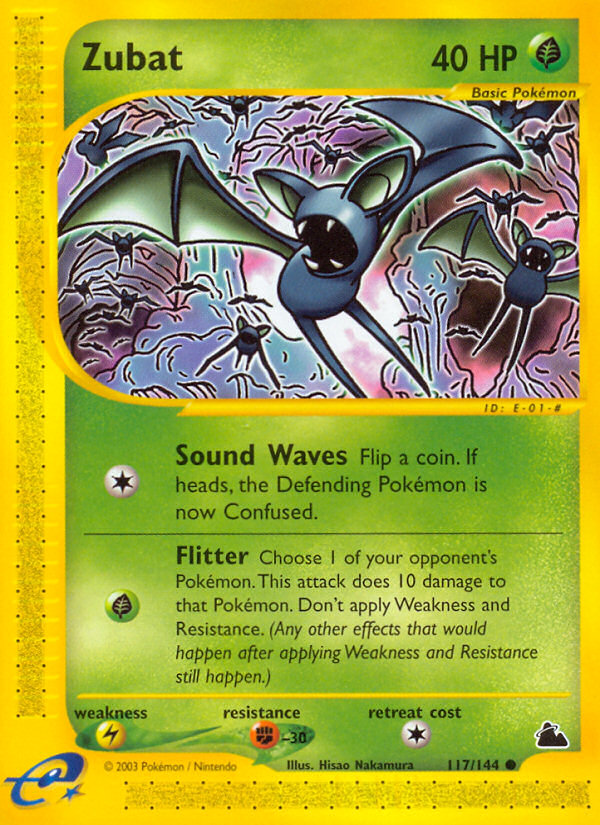 Zubat
40 HP
Basic Pokémon
ID: E-01-#
Sound Waves Flip a coin. If
heads, the Defending Pokémon is
now Confused.
Flitter Choose 1 of your opponent's
Pokémon. This attack does 10 damage to
that Pokémon. Don't apply Weakness and
Resistance. (Any other effects that would
happen after applying Weakness and Resistance
still happen.)
weakness resistance retreat cost
-30
© 2003 Pokémon / Nintendo Illus. Hisao Nakamura 117/144
e